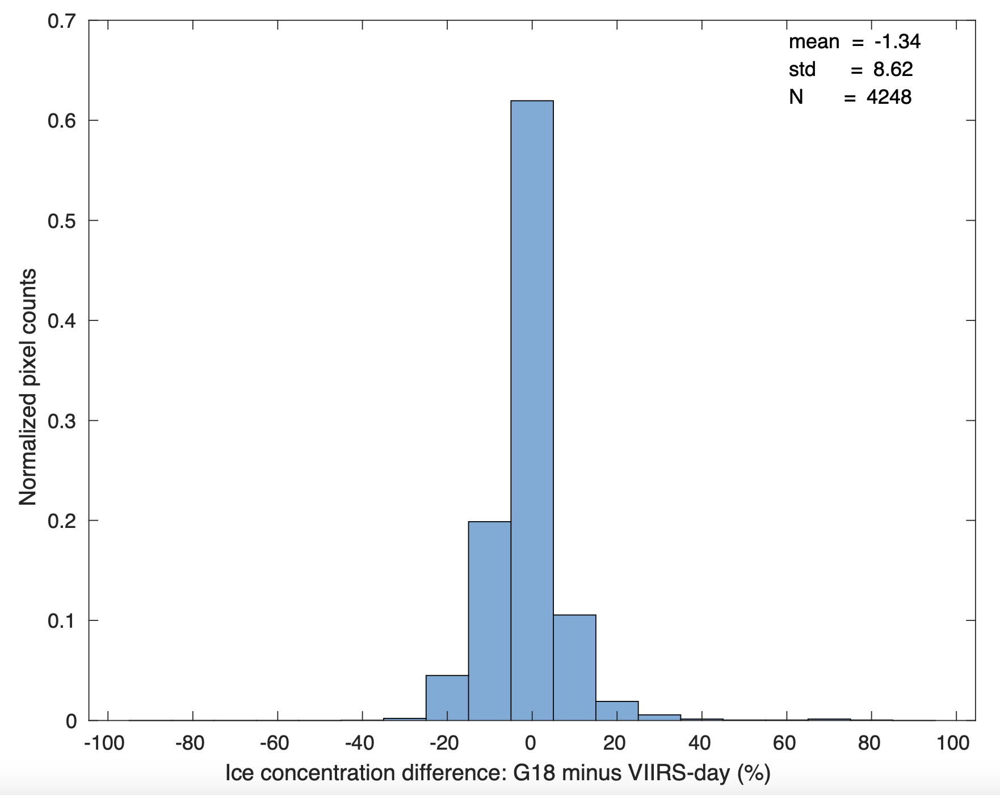 0.7
mean = -1.34
std = 8.62
N = 4248
0.6
0.5
0.4
0.3
0.2
0.1
0
Normalized pixel counts
-100 -80 -60 -40 -20 0 20 40 60 80 100
Ice concentration difference: G18 minus VIIRS-day (%)